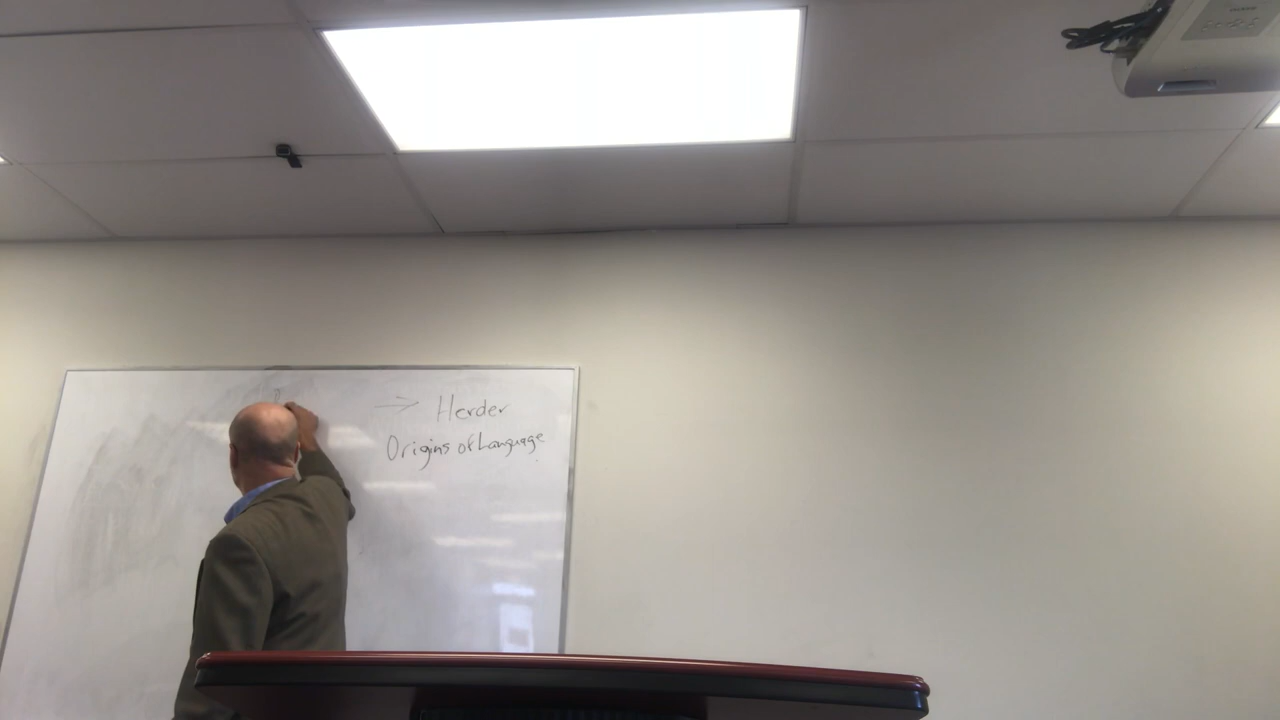 → Herder
Origins of Language